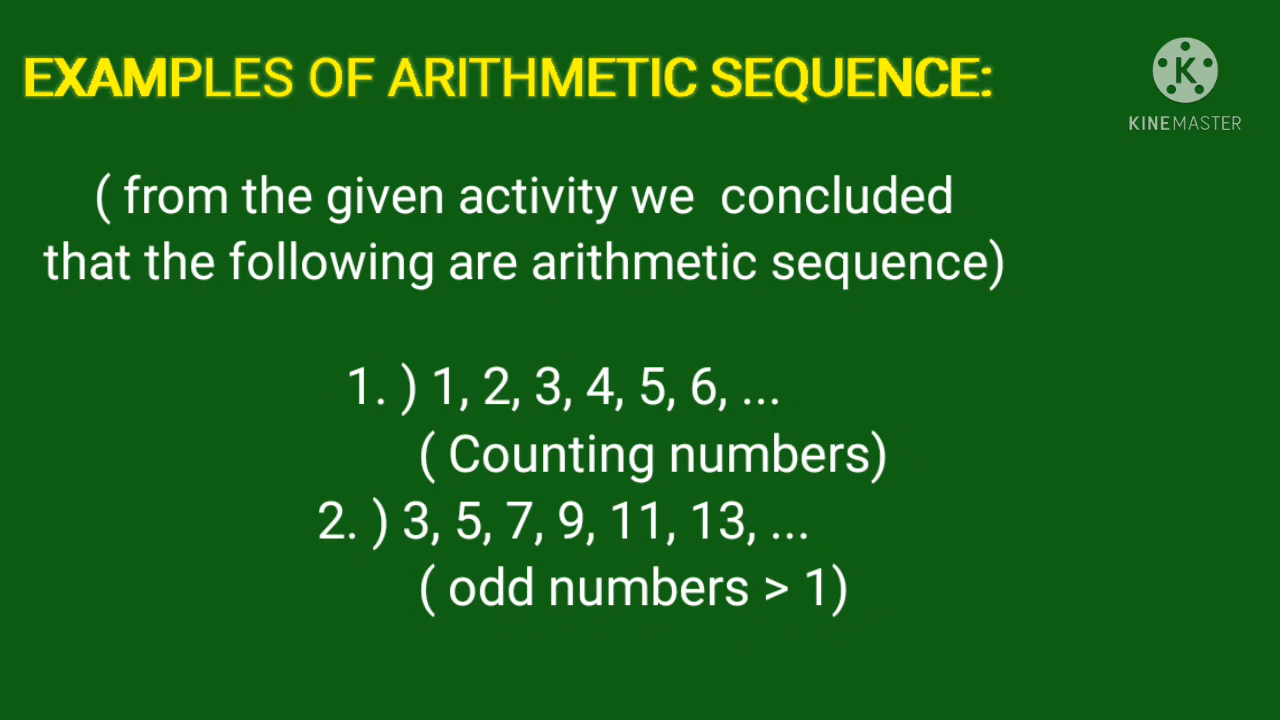 EXAMPLES OF ARITHMETIC SEQUENCE:
K
KINEMASTER
( from the given activity we  concluded
that the following are arithmetic sequence)
1. ) 1, 2, 3, 4, 5, 6, ...
( Counting numbers)
2. ) 3, 5, 7, 9, 11, 13, ...
( odd numbers > 1)